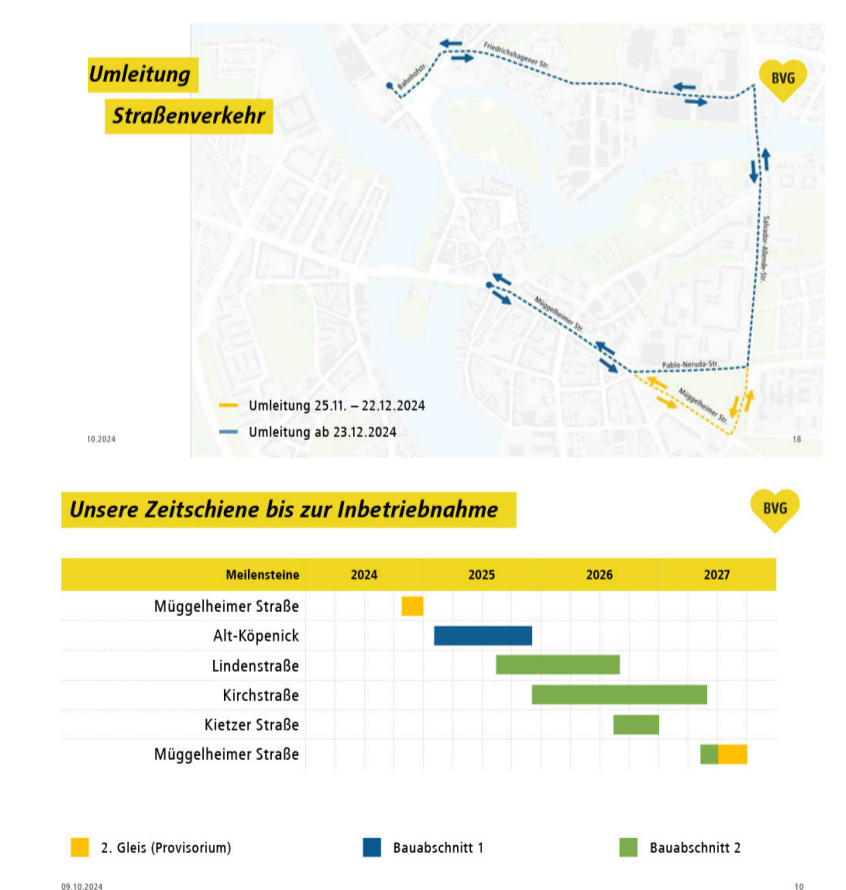 Umleitung
Straßenverkehr
BVG
Friedrichshagener Str.
Bahnhofstr.
Salvador-Allende-Str.
Müggelheimer Str.
Pablo-Neruda-Str.
Müggelheimer Str.
Umleitung 25.11. – 22.12.2024
Umleitung ab 23.12.2024
10.2024
18
Unsere Zeitschiene bis zur Inbetriebnahme
BVG
Meilensteine 2024 2025 2026 2027
Müggelheimer Straße
Alt-Köpenick
Lindenstraße
Kirchstraße
Kietzer Straße
Müggelheimer Straße
2. Gleis (Provisorium) Bauabschnitt 1 Bauabschnitt 2
09.10.2024
10